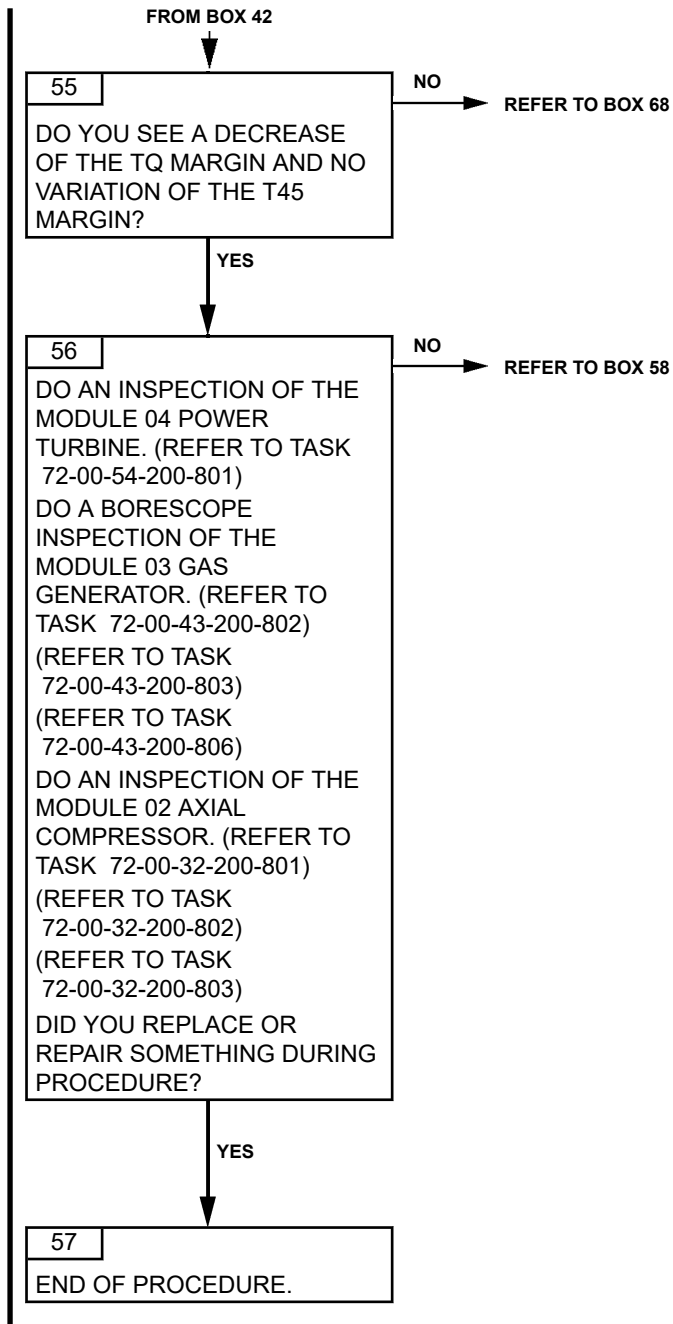 FROM BOX 42
55
NO
REFER TO BOX 68
DO YOU SEE A DECREASE
OF THE TQ MARGIN AND NO
VARIATION OF THE T45
MARGIN?
YES
56
NO
REFER TO BOX 58
DO AN INSPECTION OF THE
MODULE 04 POWER
TURBINE. (REFER TO TASK
72-00-54-200-801)
DO A BORESCOPE
INSPECTION OF THE
MODULE 03 GAS
GENERATOR. (REFER TO
TASK 72-00-43-200-802)
(REFER TO TASK
72-00-43-200-803)
(REFER TO TASK
72-00-43-200-806)
DO AN INSPECTION OF THE
MODULE 02 AXIAL
COMPRESSOR. (REFER TO
TASK 72-00-32-200-801)
(REFER TO TASK
72-00-32-200-802)
(REFER TO TASK
72-00-32-200-803)
DID YOU REPLACE OR
REPAIR SOMETHING DURING
PROCEDURE?
YES
57
END OF PROCEDURE.